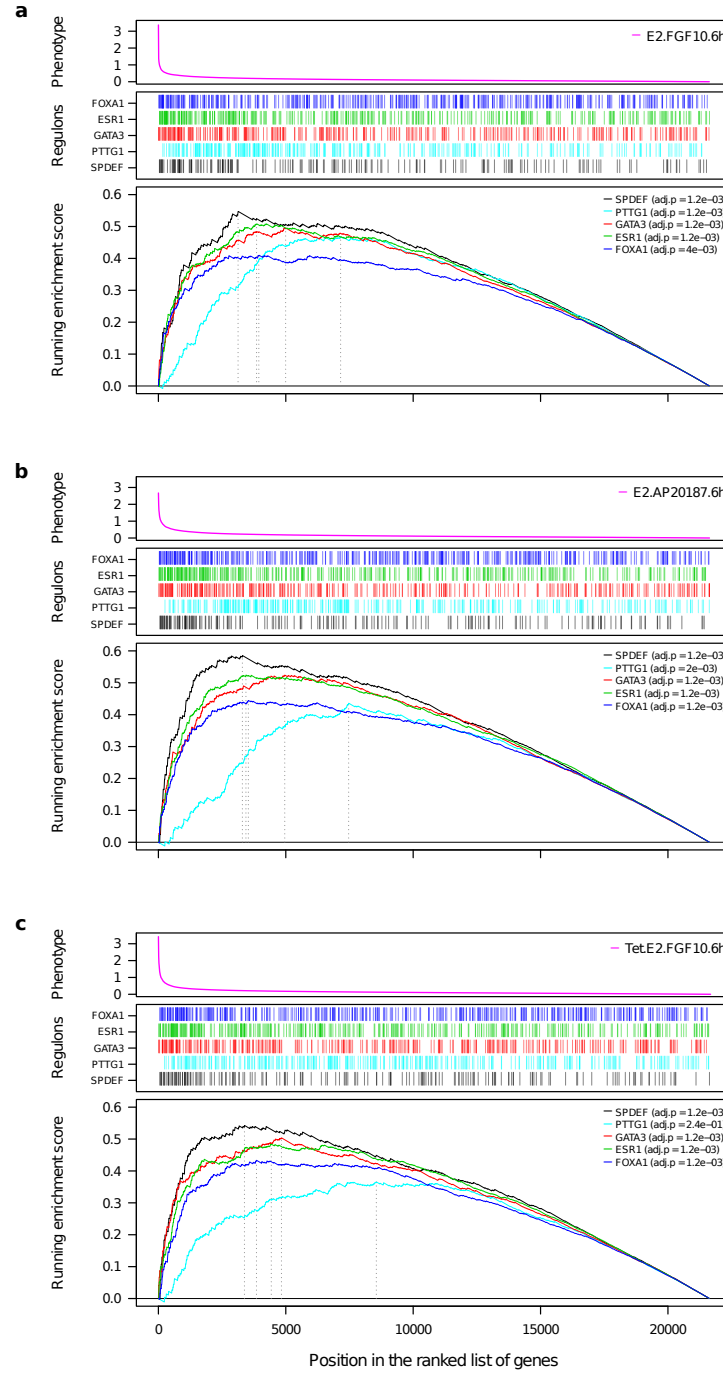 a
Phenotype
3
2
1
0
E2.FGF10.6h
Regulons
FOXA1
ESR1
GATA3
PTTG1
SPDEF
Running enrichment score
0.6
0.5
0.4
0.3
0.2
0.1
0.0
SPDEF (adj.p = 1.2e−03)
PTTG1 (adj.p = 1.2e−03)
GATA3 (adj.p = 1.2e−03)
ESR1 (adj.p = 1.2e−03)
FOXA1 (adj.p = 4e−03)
b
Phenotype
3
2
1
0
E2.AP20187.6h
Regulons
FOXA1
ESR1
GATA3
PTTG1
SPDEF
Running enrichment score
0.6
0.5
0.4
0.3
0.2
0.1
0.0
SPDEF (adj.p = 1.2e−03)
PTTG1 (adj.p = 2e−03)
GATA3 (adj.p = 1.2e−03)
ESR1 (adj.p = 1.2e−03)
FOXA1 (adj.p = 1.2e−03)
c
Phenotype
3
2
1
0
Tet.E2.FGF10.6h
Regulons
FOXA1
ESR1
GATA3
PTTG1
SPDEF
Running enrichment score
0.6
0.5
0.4
0.3
0.2
0.1
0.0
SPDEF (adj.p = 1.2e−03)
PTTG1 (adj.p = 2.4e−01)
GATA3 (adj.p = 1.2e−03)
ESR1 (adj.p = 1.2e−03)
FOXA1 (adj.p = 1.2e−03)
0 5000 10000 15000 20000
Position in the ranked list of genes